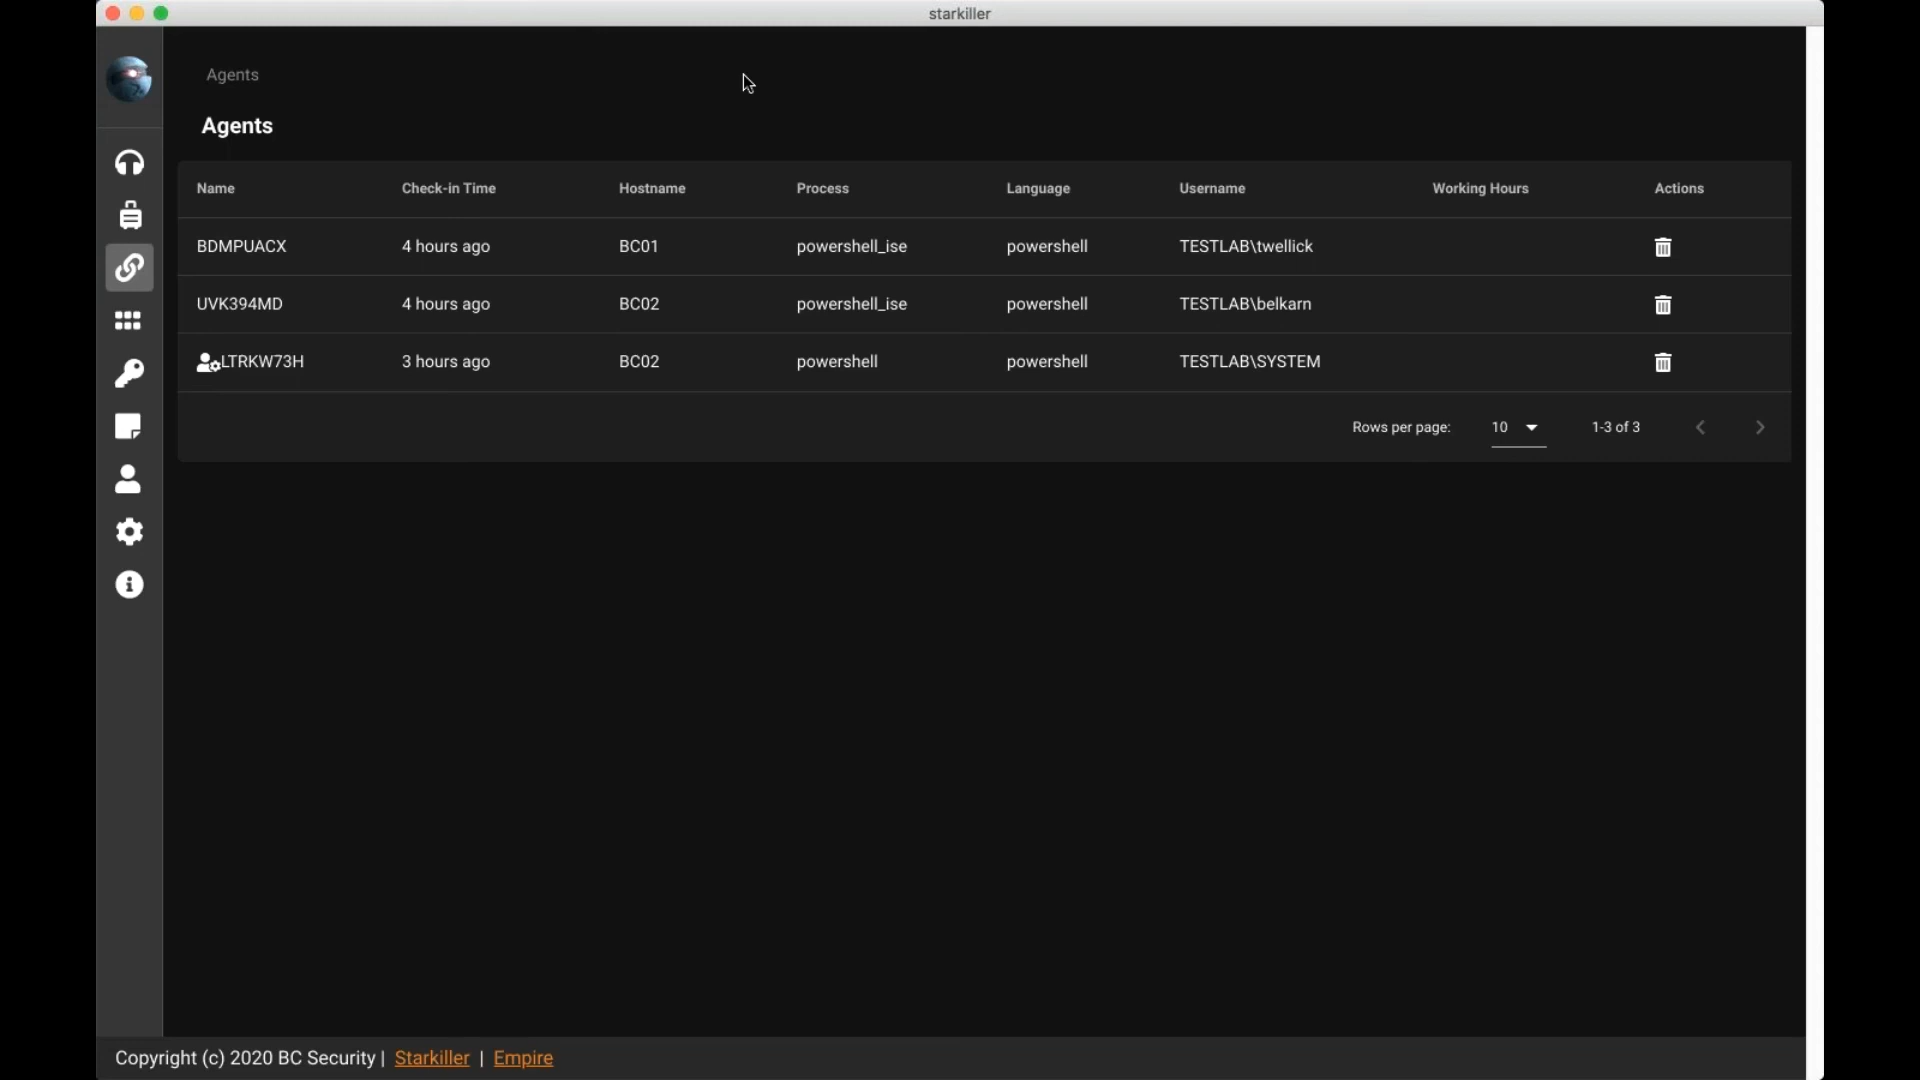 starkiller
Agents
Agents
Name Check-in Time Hostname Process Language Username Working Hours Actions
BDMPUACX 4 hours ago BC01 powershell_ise powershell TESTLAB\twellick
UVK394MD 4 hours ago BC02 powershell_ise powershell TESTLAB\belkarn
LTRKW73H 3 hours ago BC02 powershell powershell TESTLAB\SYSTEM
Rows per page: 10 1-3 of 3
Copyright (c) 2020 BC Security | Starkiller | Empire